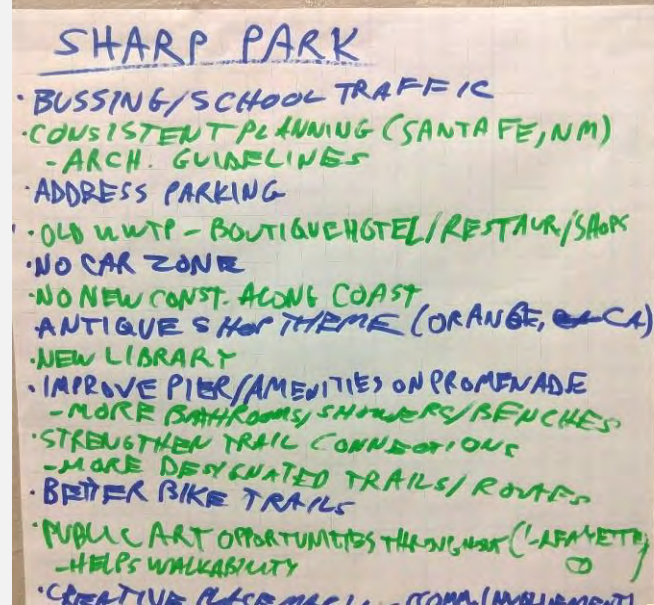 SHARP PARK
· BUSSING/SCHOOL TRAFFIC
· CONSISTENT PLANNING (SANTA FE, NM)
- ARCH. GUIDELINES
· ADDRESS PARKING
· OLD WWTP - BOUTIQUE HOTEL/RESTAUR/SHOPS
· NO CAR ZONE
· NO NEW CONST. ALONG COAST
ANTIQUE SHOP THEME (ORANGE, CA)
· NEW LIBRARY
· IMPROVE PIER/AMENITIES ON PROMENADE
- MORE BATHROOMS/SHOWERS/BENCHES
· STRENGTHEN TRAIL CONNECTIONS
- MORE DESIGNATED TRAILS/ROUTES
· BETTER BIKE TRAILS
· PUBLIC ART OPPORTUNITIES THROUGHOUT (LAFAYETTE,
- HELPS WALKABILITY
· CREATIVE